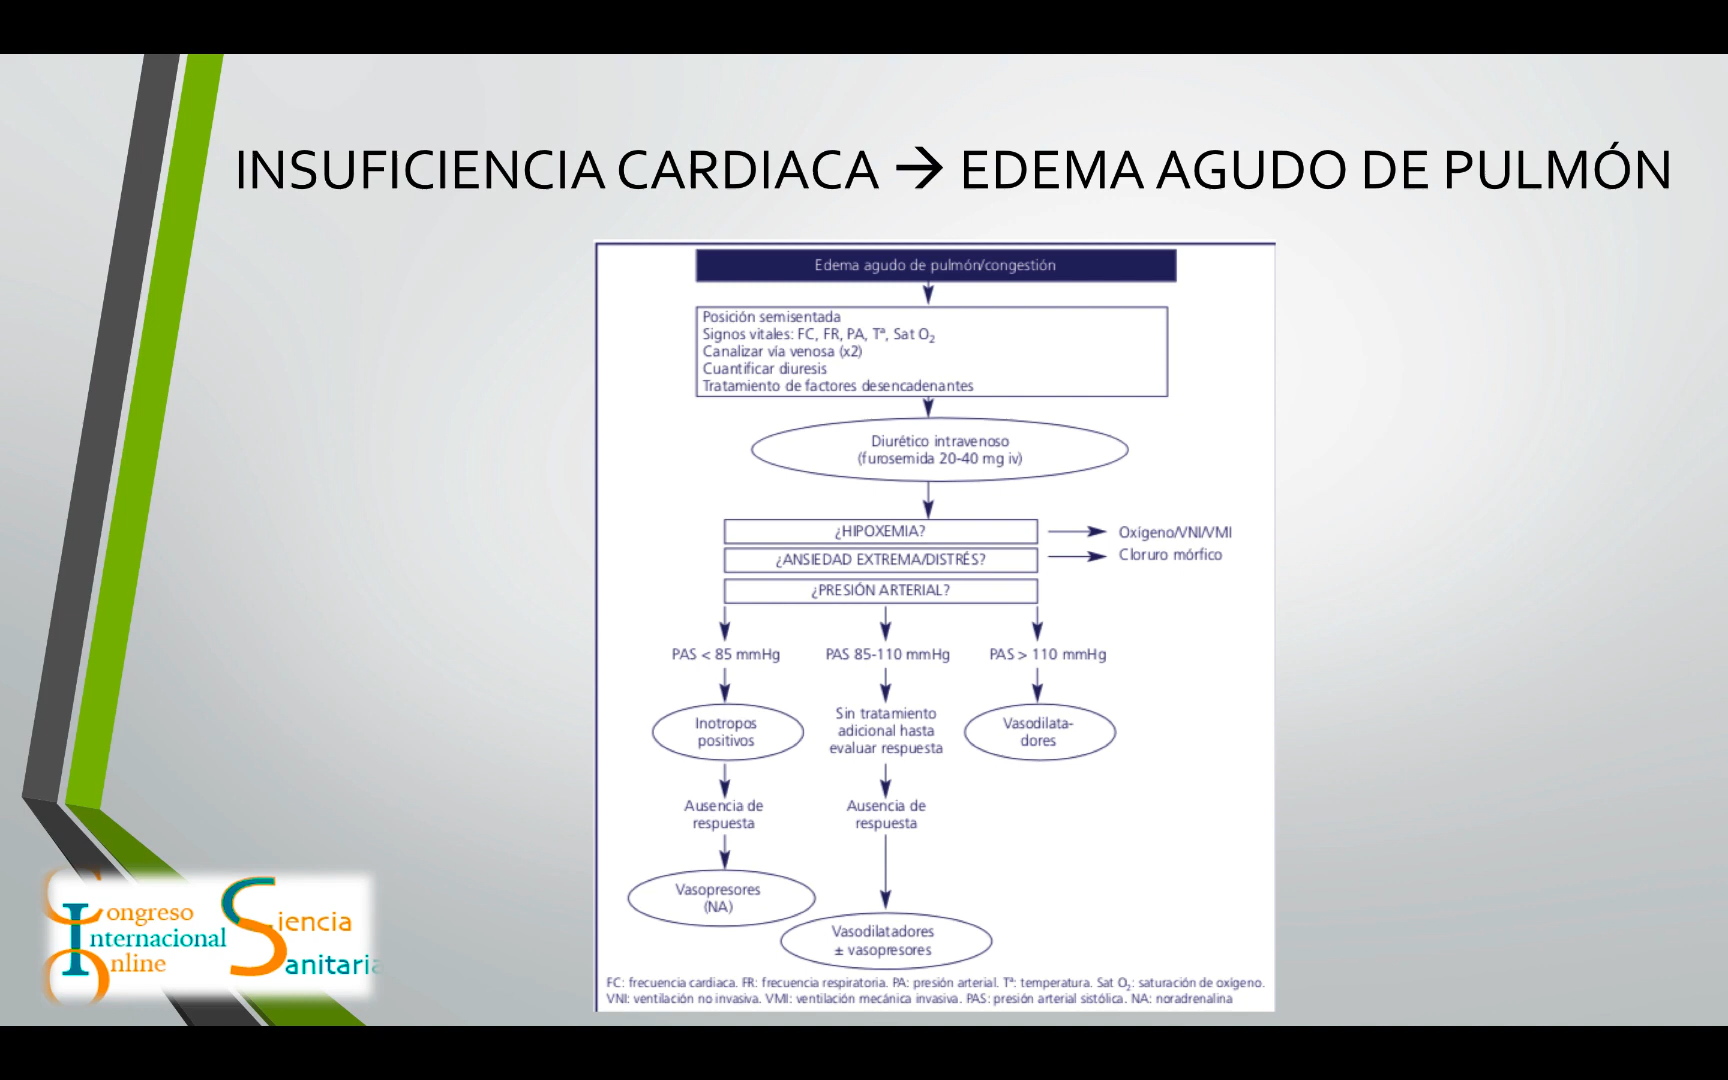 INSUFICIENCIA CARDIACA → EDEMA AGUDO DE PULMÓN
Edema agudo de pulmón/congestión
Posición semisentada
Signos vitales: FC, FR, PA, Tª, Sat O₂
Canalizar vía venosa (x2)
Cuantificar diuresis
Tratamiento de factores desencadenantes
Diurético intravenoso
(furosemida 20-40 mg iv)
¿HIPOXEMIA?
Oxígeno/VNI/VMI
¿ANSIEDAD EXTREMA/DISTRÉS?
Cloruro mórfico
¿PRESIÓN ARTERIAL?
PAS < 85 mmHg
PAS 85-110 mmHg
PAS > 110 mmHg
Inotropos
positivos
Sin tratamiento
adicional hasta
evaluar respuesta
Vasodilata-
dores
Ausencia de
respuesta
Ausencia de
respuesta
Vasopresores
(NA)
Vasodilatadores
± vasopresores
FC: frecuencia cardiaca. FR: frecuencia respiratoria. PA: presión arterial. Tª: temperatura. Sat O₂: saturación de oxígeno.
VNI: ventilación no invasiva. VMI: ventilación mecánica invasiva. PAS: presión arterial sistólica. NA: noradrenalina
Congreso
Internacional
Online
Siencia
Sanitaria